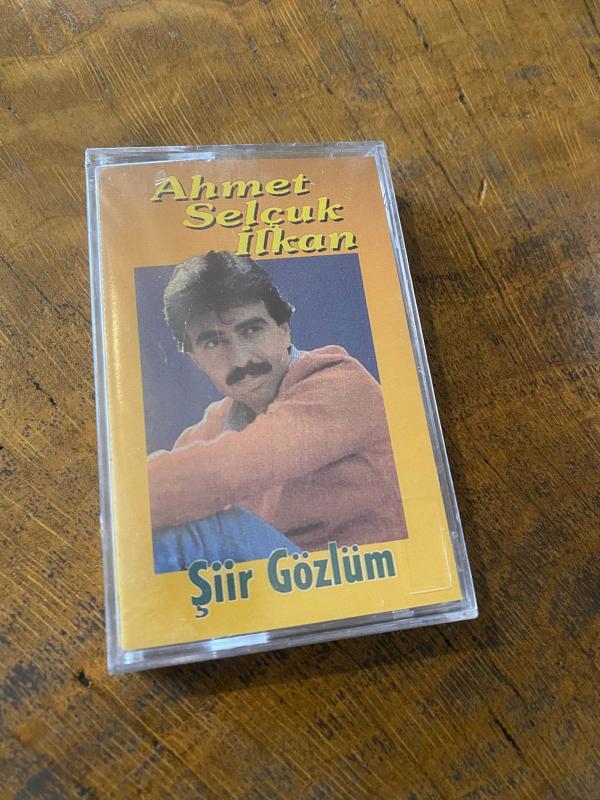 Ahmet
Selçuk
İlkan
Şiir Gözlüm